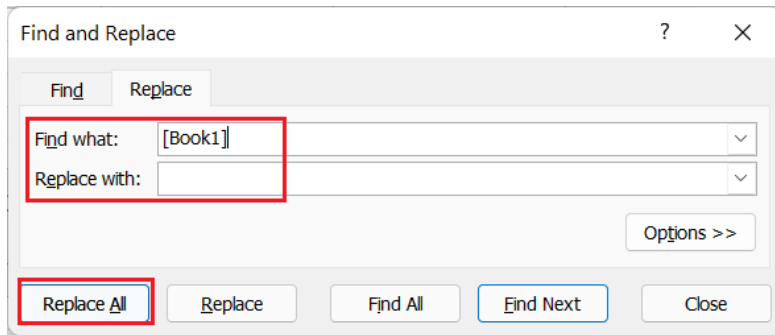 Find and Replace ?
Find Replace
Find what: [Book1]
Replace with:
Options >>
Replace All Replace Find All Find Next Close